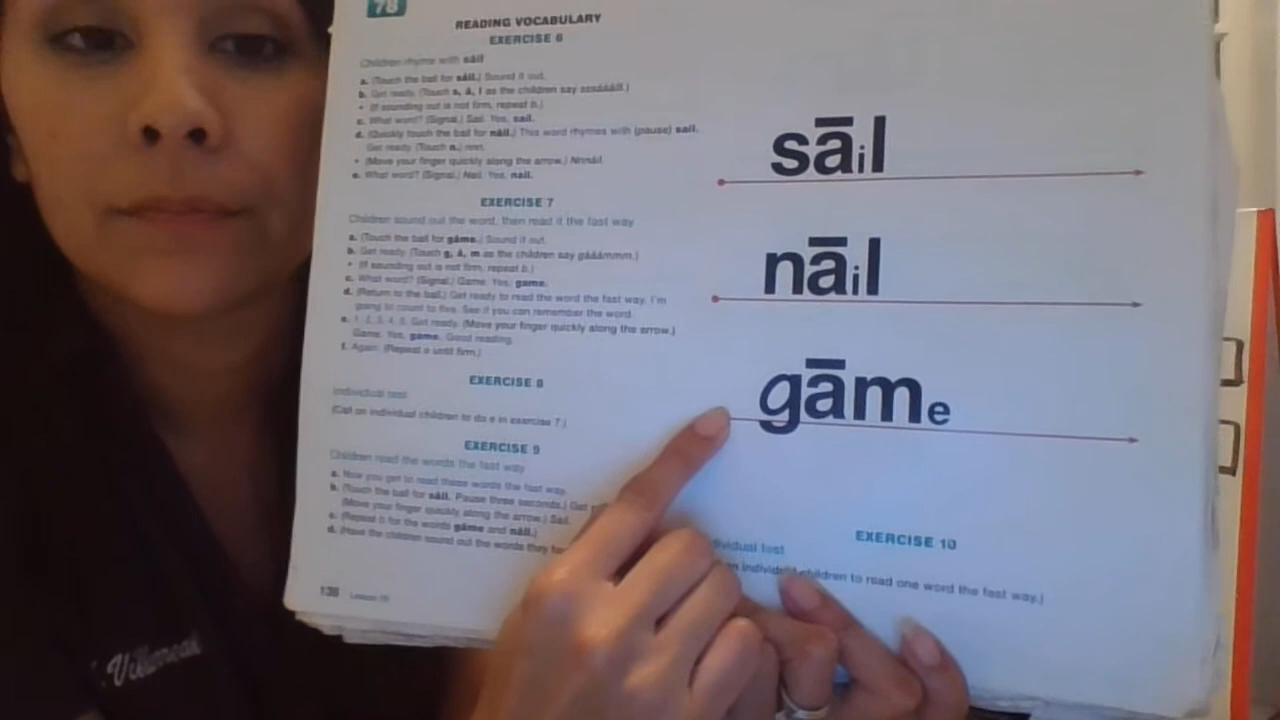 78
READING VOCABULARY
EXERCISE 6
Children rhyme with sāil
a. (Touch the ball for sāil.) Sound it out.
b. Get ready. (Touch s, ā, l as the children say sssāāālll.)
• (If sounding out is not firm, repeat b.)
c. What word? (Signal.) Sail. Yes, sail.
d. (Quickly touch the ball for nāil.) This word rhymes with (pause) sail.
Get ready. (Touch n.) nnn.
• (Move your finger quickly along the arrow.) Nnnāil.
e. What word? (Signal.) Nail. Yes, nail.
EXERCISE 7
Children sound out the word, then read it the fast way
a. (Touch the ball for gāme.) Sound it out.
b. Get ready. (Touch g, ā, m as the children say gāāāmmm.)
• (If sounding out is not firm, repeat b.)
c. What word? (Signal.) Game. Yes, game.
d. (Return to the ball.) Get ready to read the word the fast way. I'm
going to count to five. See if you can remember the word.
e. 1, 2, 3, 4, 5. Get ready. (Move your finger quickly along the arrow.)
Game. Yes, game. Good reading.
f. Again. (Repeat e until firm.)
EXERCISE 8
Individual test
(Call on individual children to do e in exercise 7.)
EXERCISE 9
Children read the words the fast way
a. Now you get to read these words the fast way.
b. (Touch the ball for sāil. Pause three seconds.) Get
(Move your finger quickly along the arrow.) Sail.
c. (Repeat b for the words gāme and nāil.)
d. (Have the children sound out the words they
138 Lesson
sāil
nāil
gāme
EXERCISE 10
test
individual children to read one word the fast way.)
Villarreal